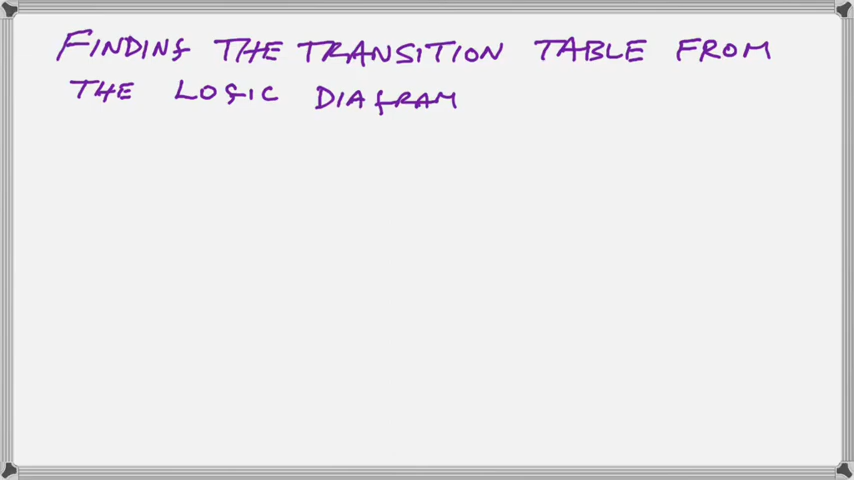 FINDING THE TRANSITION TABLE FROM
THE LOGIC DIAGRAM